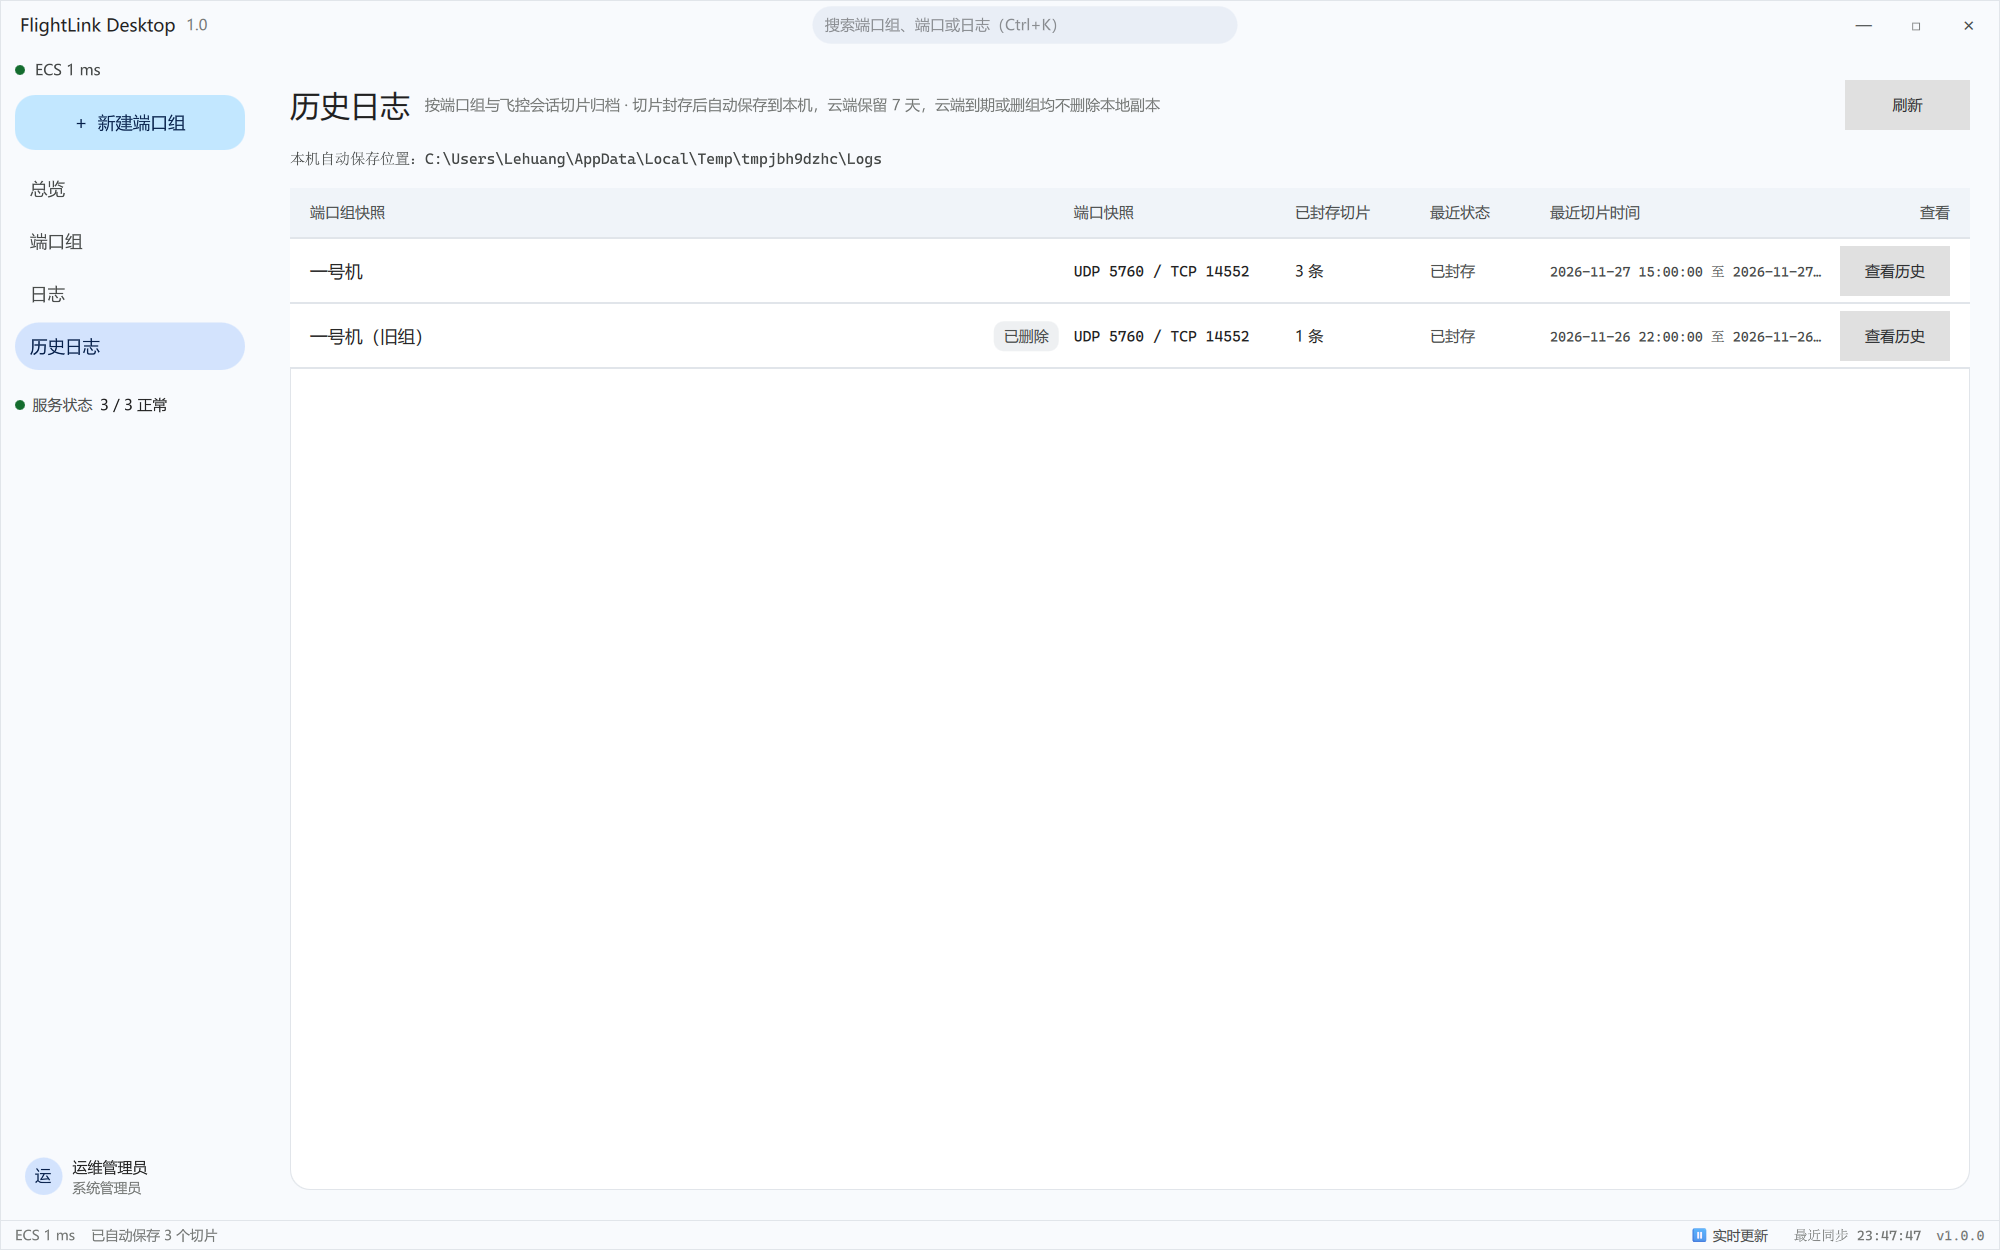 FlightLink Desktop 1.0
搜索端口组、端口或日志（Ctrl+K）
ECS 1 ms
+ 新建端口组
总览
端口组
日志
历史日志
服务状态 3 / 3 正常
历史日志 按端口组与飞控会话切片归档 · 切片封存后自动保存到本机，云端保留 7 天，云端到期或删组均不删除本地副本
刷新
本机自动保存位置：C:\Users\Lehuang\AppData\Local\Temp\tmpjbh9dzhc\Logs
端口组快照 端口快照 已封存切片 最近状态 最近切片时间 查看
一号机 UDP 5760 / TCP 14552 3 条 已封存 2026-11-27 15:00:00 至 2026-11-27… 查看历史
一号机（旧组） 已删除 UDP 5760 / TCP 14552 1 条 已封存 2026-11-26 22:00:00 至 2026-11-26… 查看历史
运 运维管理员
系统管理员
ECS 1 ms 已自动保存 3 个切片 实时更新 最近同步 23:47:47 v1.0.0